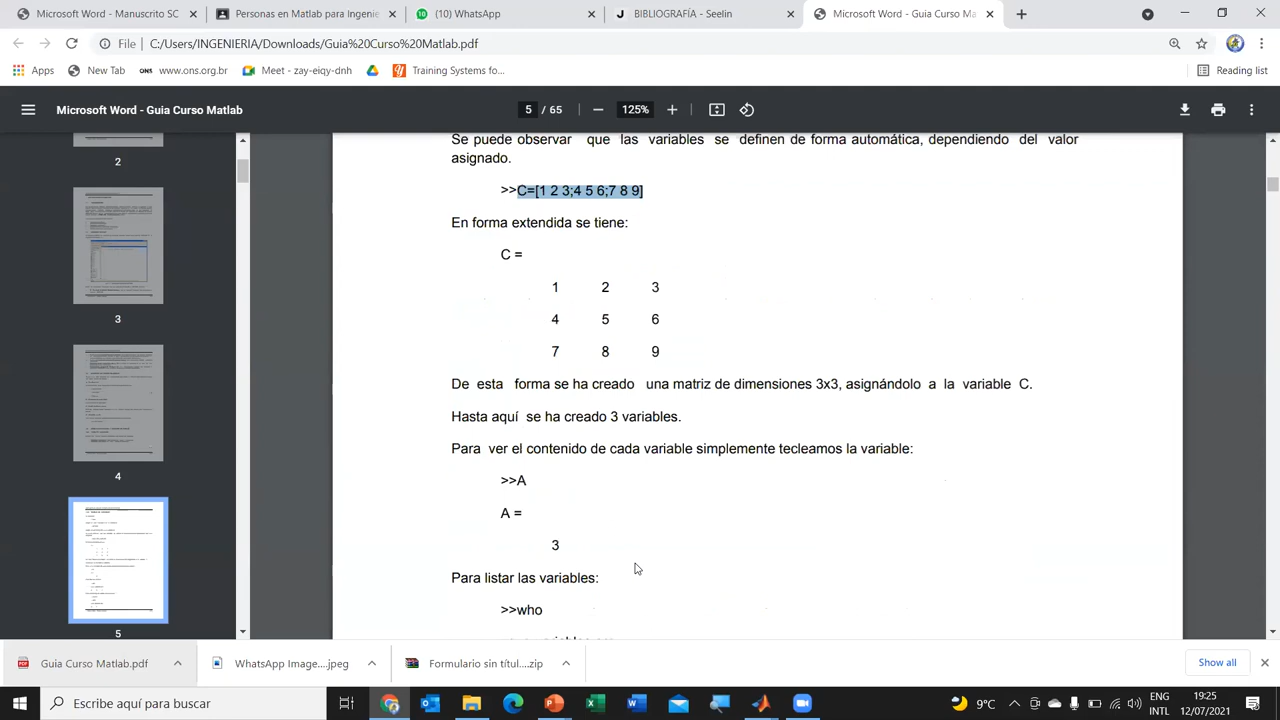 Microsoft Word - Manuscrito SC
Personas en Matlab para Ingenie
(10) WhatsApp
BIBLIOGRAFÍA - Seelin
Microsoft Word - Guia Curso Ma
File
C:/Users/INGENIERIA/Downloads/Guia%20Curso%20Matlab.pdf
Apps
New Tab
ONS
www.ons.org.br
Meet - zay-eiqy-dnh
Training Systems for...
Reading list
Microsoft Word - Guia Curso Matlab
5 / 65
125%
2
3
4
5
Se puede observar que las variables se definen de forma automática, dependiendo del valor
asignado.
>>C=[1 2 3;4 5 6;7 8 9]
En forma extendida se tiene:
C =
1 2 3
4 5 6
7 8 9
De esta forma se ha creado una matriz de dimensiones 3x3, asignándolo a la variable C.
Hasta aquí se ha creado 3 variables.
Para ver el contenido de cada variable simplemente tecleamos la variable:
>>A
A =
3
Para listar las variables:
>>who
Guia Curso Matlab.pdf
WhatsApp Image....jpeg
Formulario sin títul....zip
Show all
Escribe aquí para buscar
9°C
ENG
INTL
19:25
12/07/2021